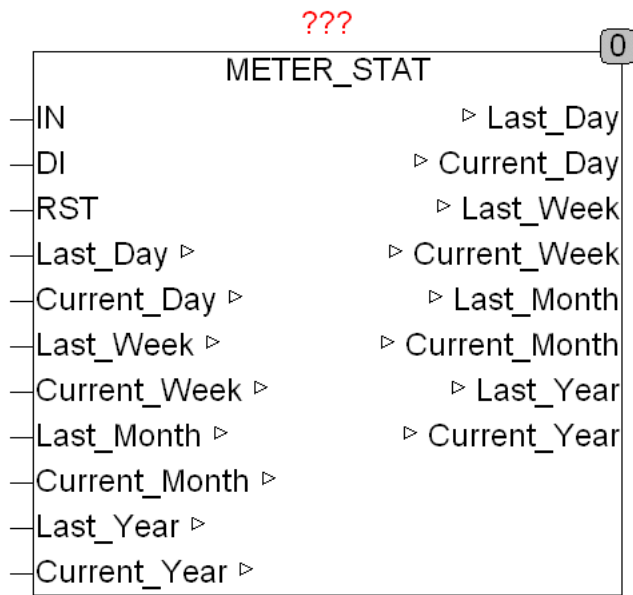 ???
0
METER_STAT
IN ▷ Last_Day
DI ▷ Current_Day
RST ▷ Last_Week
Last_Day ▷ ▷ Current_Week
Current_Day ▷ ▷ Last_Month
Last_Week ▷ ▷ Current_Month
Current_Week ▷ ▷ Last_Year
Last_Month ▷ ▷ Current_Year
Current_Month ▷
Last_Year ▷
Current_Year ▷